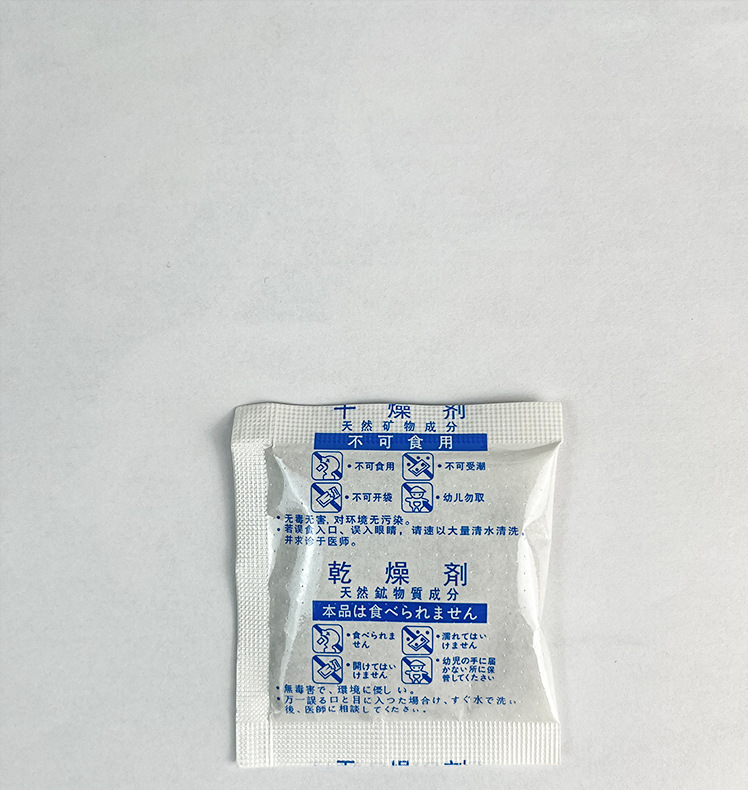 干燥剂
天然矿物成分
不可食用
•不可食用 •不可受潮
•不可开袋 •幼儿勿取
•无毒无害,对环境无污染。
•若误食入口、误入眼睛,请速以大量清水清洗,
并求诊于医师。
乾燥剤
天然鉱物質成分
本品は食べられません
•食べられま
せん
•濡れてはい
けません
•開けてはい
けません
•幼児の手に届
かない所に保
管してください
•無毒害で、環境に優しい。
•万一誤る口と目に入つた場合け、すぐ水で洗い
後、医師に相談してください。
干燥剂